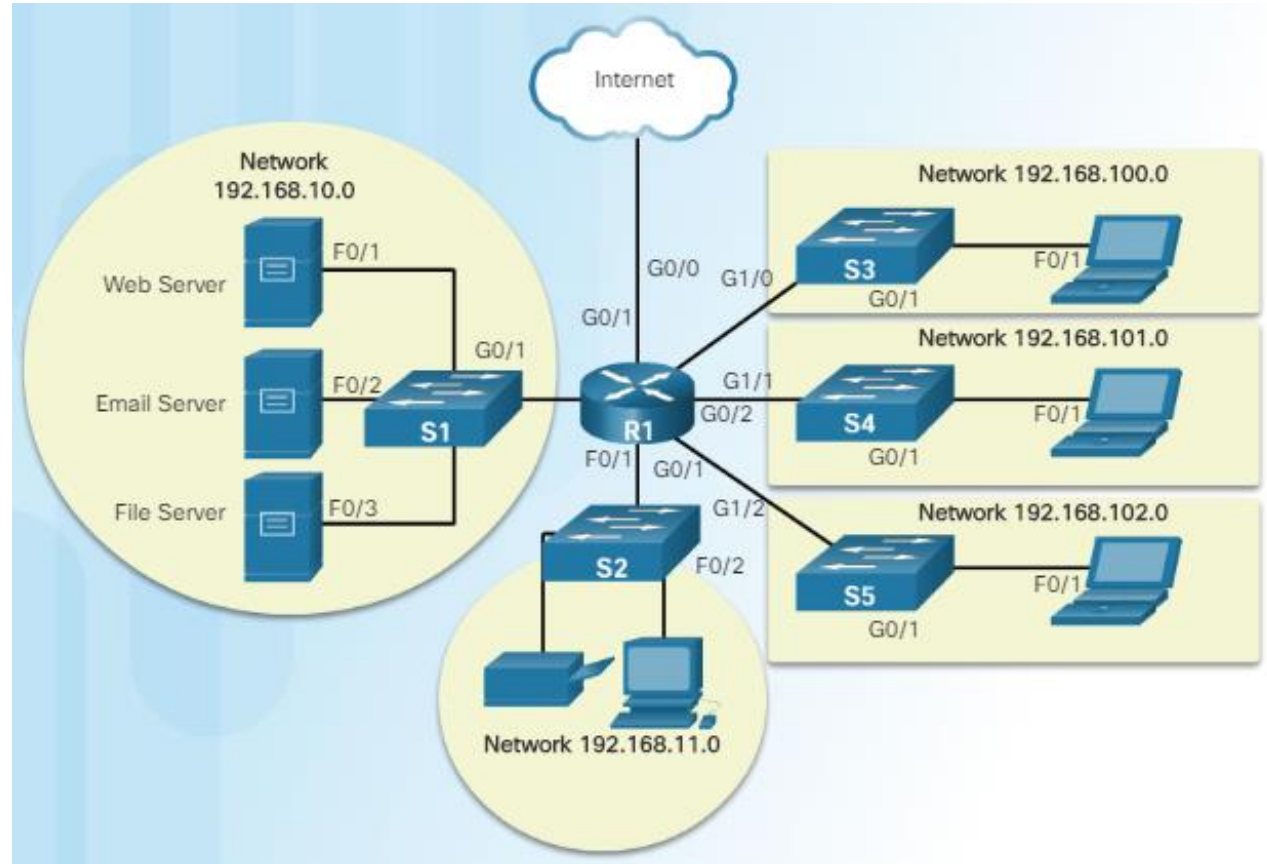 Internet
Network
192.168.10.0
Web Server
F0/1
Email Server
F0/2
File Server
F0/3
G0/1
S1
G0/0
G0/1
G1/0
G1/1
G0/2
R1
F0/1
G0/1
G1/2
S2
F0/2
Network 192.168.11.0
Network 192.168.100.0
S3
F0/1
G0/1
Network 192.168.101.0
S4
F0/1
G0/1
Network 192.168.102.0
S5
F0/1
G0/1